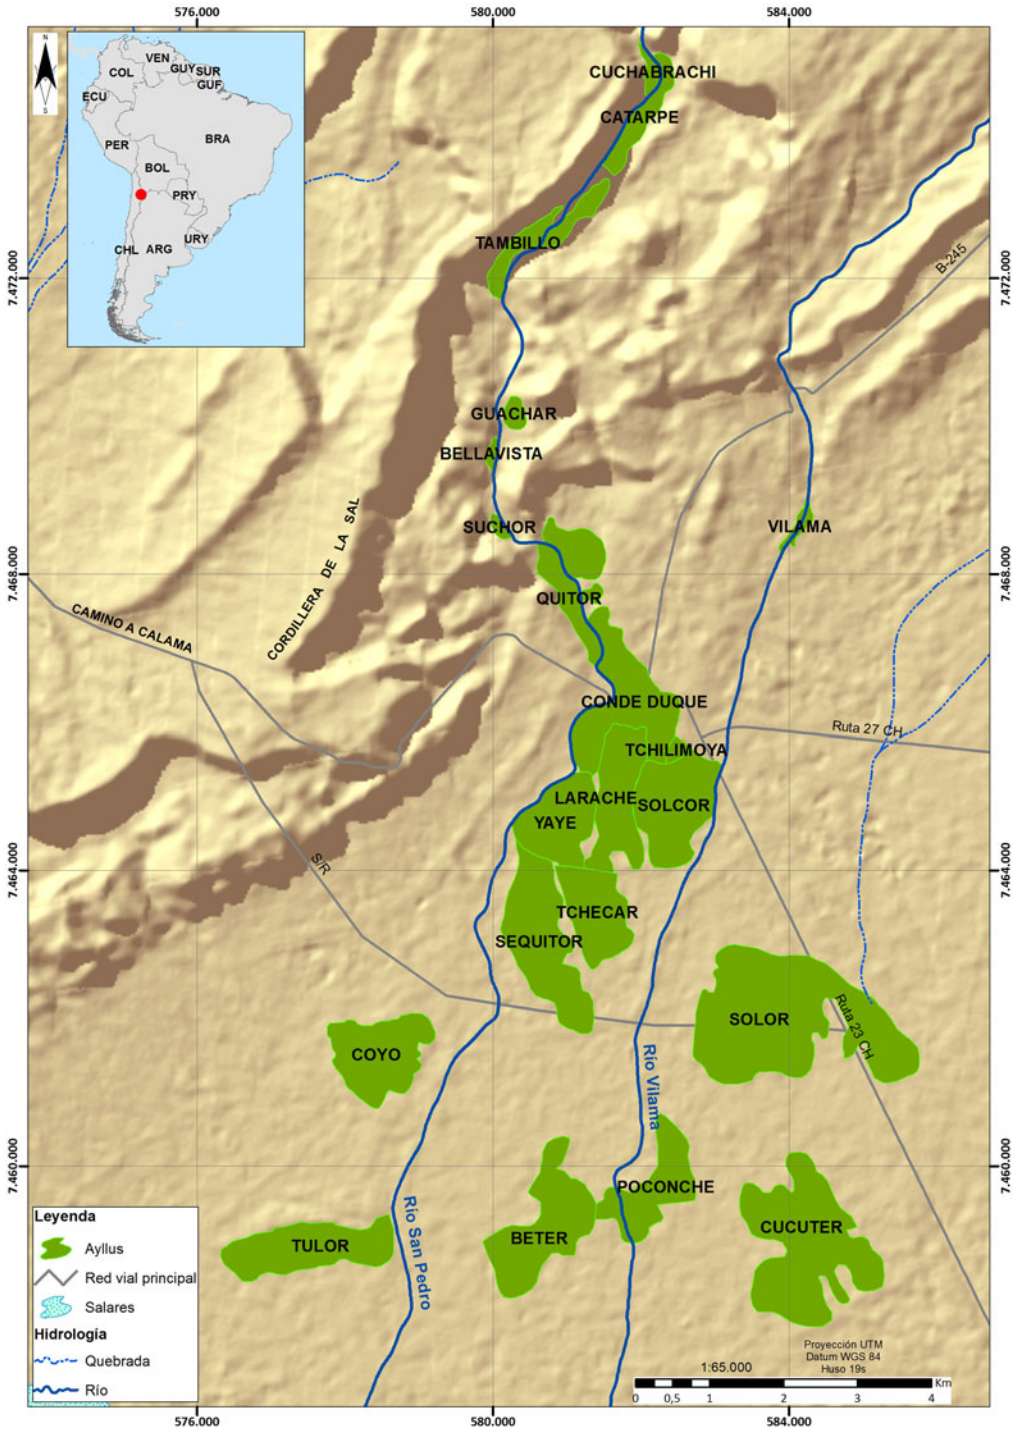 576.000
580.000
584.000
N
S
VEN
COL
GUY
SUR
GUF
ECU
BRA
PER
BOL
PRY
CHL
ARG
URY
CUCHABRACHI
CATARPE
TAMBILLO
7.472.000
7.472.000
B-245
GUACHAR
BELLAVISTA
SUCHOR
VILAMA
CORDILLERA DE LA SAL
7.468.000
7.468.000
QUITOR
CAMINO A CALAMA
CONDE DUQUE
Ruta 27 CH
TCHILIMOYA
LARACHE
SOLCOR
YAYE
S/R
7.464.000
7.464.000
TCHECAR
SEQUITOR
SOLOR
Ruta 23 CH
COYO
Río Vilama
7.460.000
7.460.000
POCONCHE
CUCUTER
BETER
TULOR
Río San Pedro
Leyenda
Ayllus
Red vial principal
Salares
Hidrología
Quebrada
Río
Proyección UTM
Datum WGS 84
Huso 19s
1:65.000
Km
0 0,5 1 2 3 4
576.000
580.000
584.000